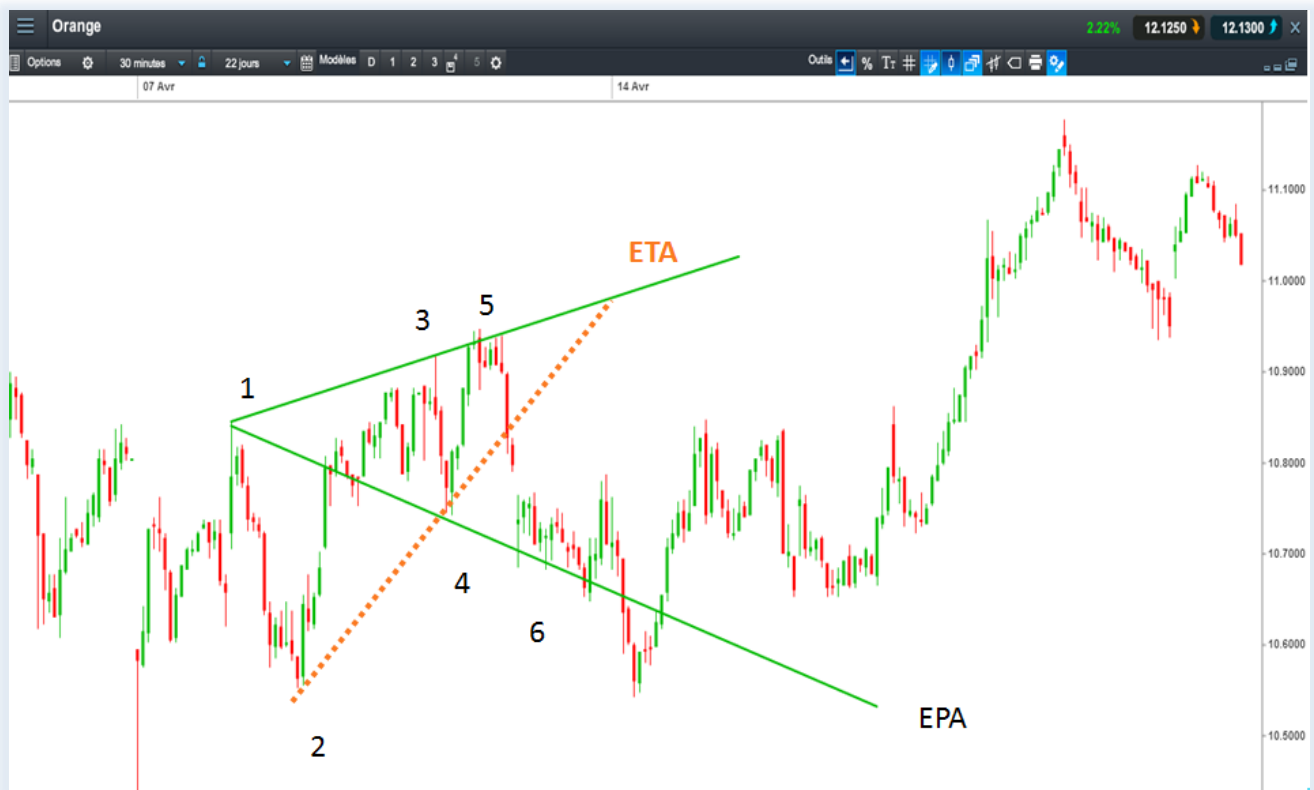 Orange 2.22% 12.1250 12.1300
Options 30 minutes 22 jours Modèles D 1 2 3 4 5 Outils % TT
07 Avr 14 Avr
11.1000
ETA
11.0000
5
3
10.9000
1
10.8000
10.7000
4
6
10.6000
EPA
10.5000
2